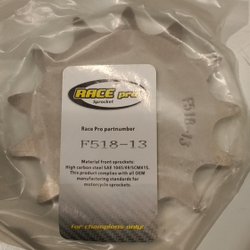 RACE pro
Sprocket
Race Pro partnumber
F518-13
Material front sprockets:
High carbon steel SAE 1045/40/SCM415.
This product complies with all OEM
manufacturing standards for
motorcycle sprockets.
for champions only!
F518-13